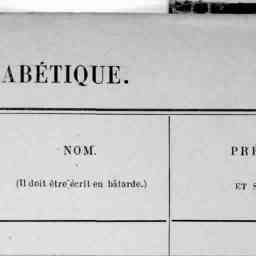 ABÉTIQUE.
NOM.
(Il doit être écrit en bâtarde.)
PRE
ET S